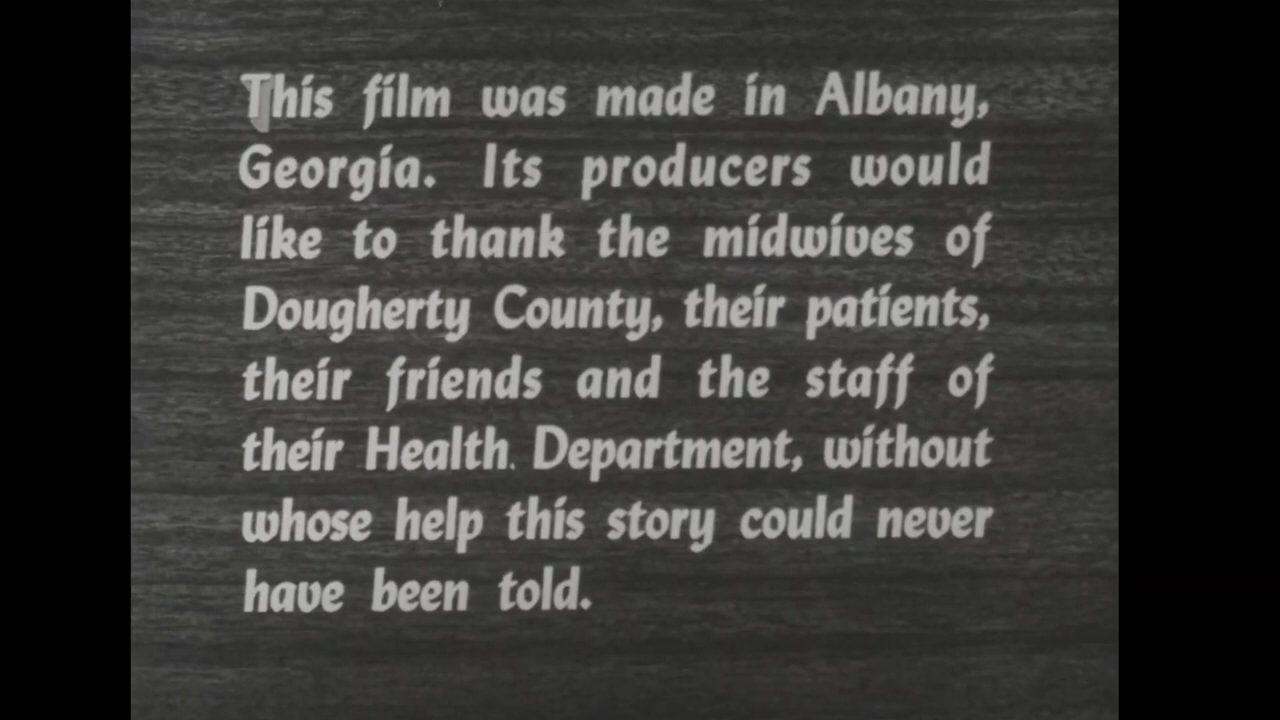 This film was made in Albany,
Georgia. Its producers would
like to thank the midwives of
Dougherty County, their patients,
their friends and the staff of
their Health Department, without
whose help this story could never
have been told.